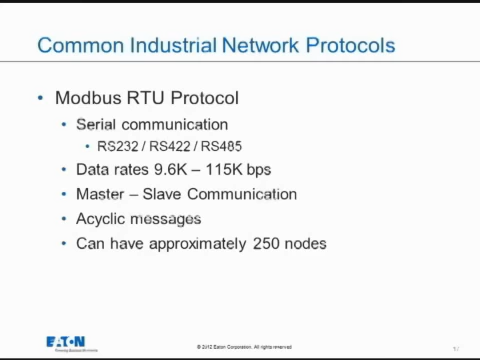 Common Industrial Network Protocols
• Modbus RTU Protocol
• Serial communication
• RS232 / RS422 / RS485
• Data rates 9.6K – 115K bps
• Master – Slave Communication
• Acyclic messages
• Can have approximately 250 nodes
EATON
© 2012 Eaton Corporation. All rights reserved